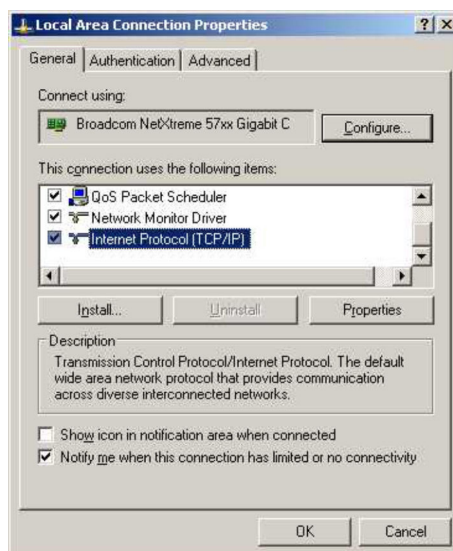 Local Area Connection Properties
General Authentication Advanced
Connect using:
Broadcom NetXtreme 57xx Gigabit C
Configure...
This connection uses the following items:
QoS Packet Scheduler
Network Monitor Driver
Internet Protocol (TCP/IP)
Install... Uninstall Properties
Description
Transmission Control Protocol/Internet Protocol. The default
wide area network protocol that provides communication
across diverse interconnected networks.
Show icon in notification area when connected
Notify me when this connection has limited or no connectivity
OK Cancel